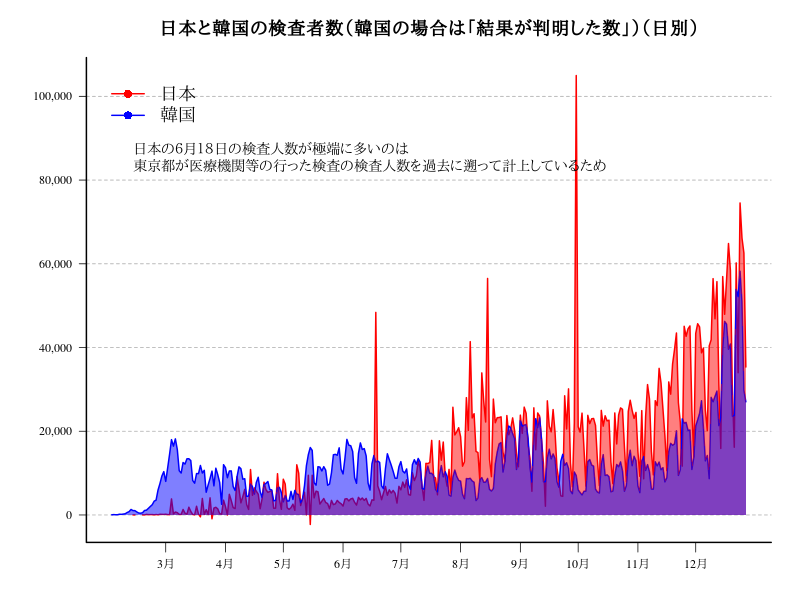 日本と韓国の検査者数(韓国の場合は「結果が判明した数」)(日別)
日本
韓国
日本の6月18日の検査人数が極端に多いのは
東京都が医療機関等の行った検査の検査人数を過去に遡って計上しているため
100,000
80,000
60,000
40,000
20,000
0
3月 4月 5月 6月 7月 8月 9月 10月 11月 12月